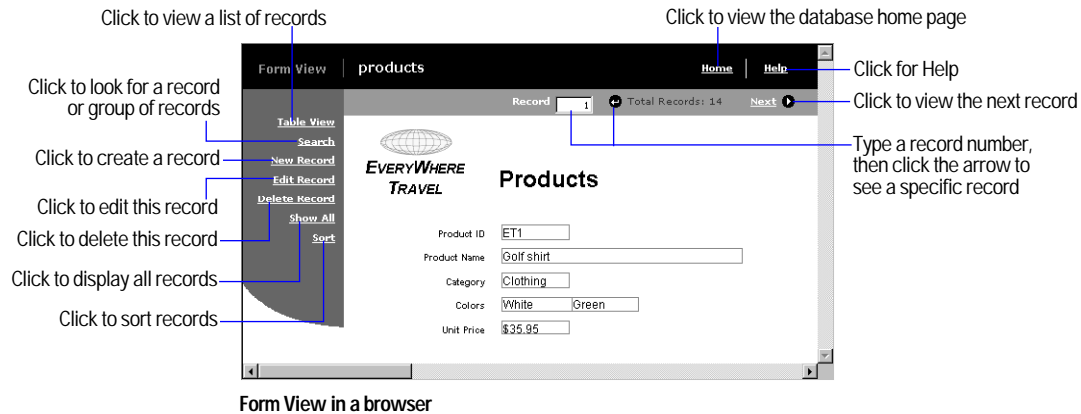 Click to view a list of records
Click to view the database home page
Form View
products
Home
Help
Click for Help
Click to look for a record
or group of records
Record
1
Total Records: 14
Next
Click to view the next record
Table View
Search
Click to create a record
New Record
Edit Record
Click to edit this record
Delete Record
Click to delete this record
Show All
Sort
Click to display all records
Click to sort records
Type a record number,
then click the arrow to
see a specific record
EVERYWHERE
TRAVEL
Products
Product ID
ET1
Product Name
Golf shirt
Category
Clothing
Colors
White
Green
Unit Price
$35.95
Form View in a browser